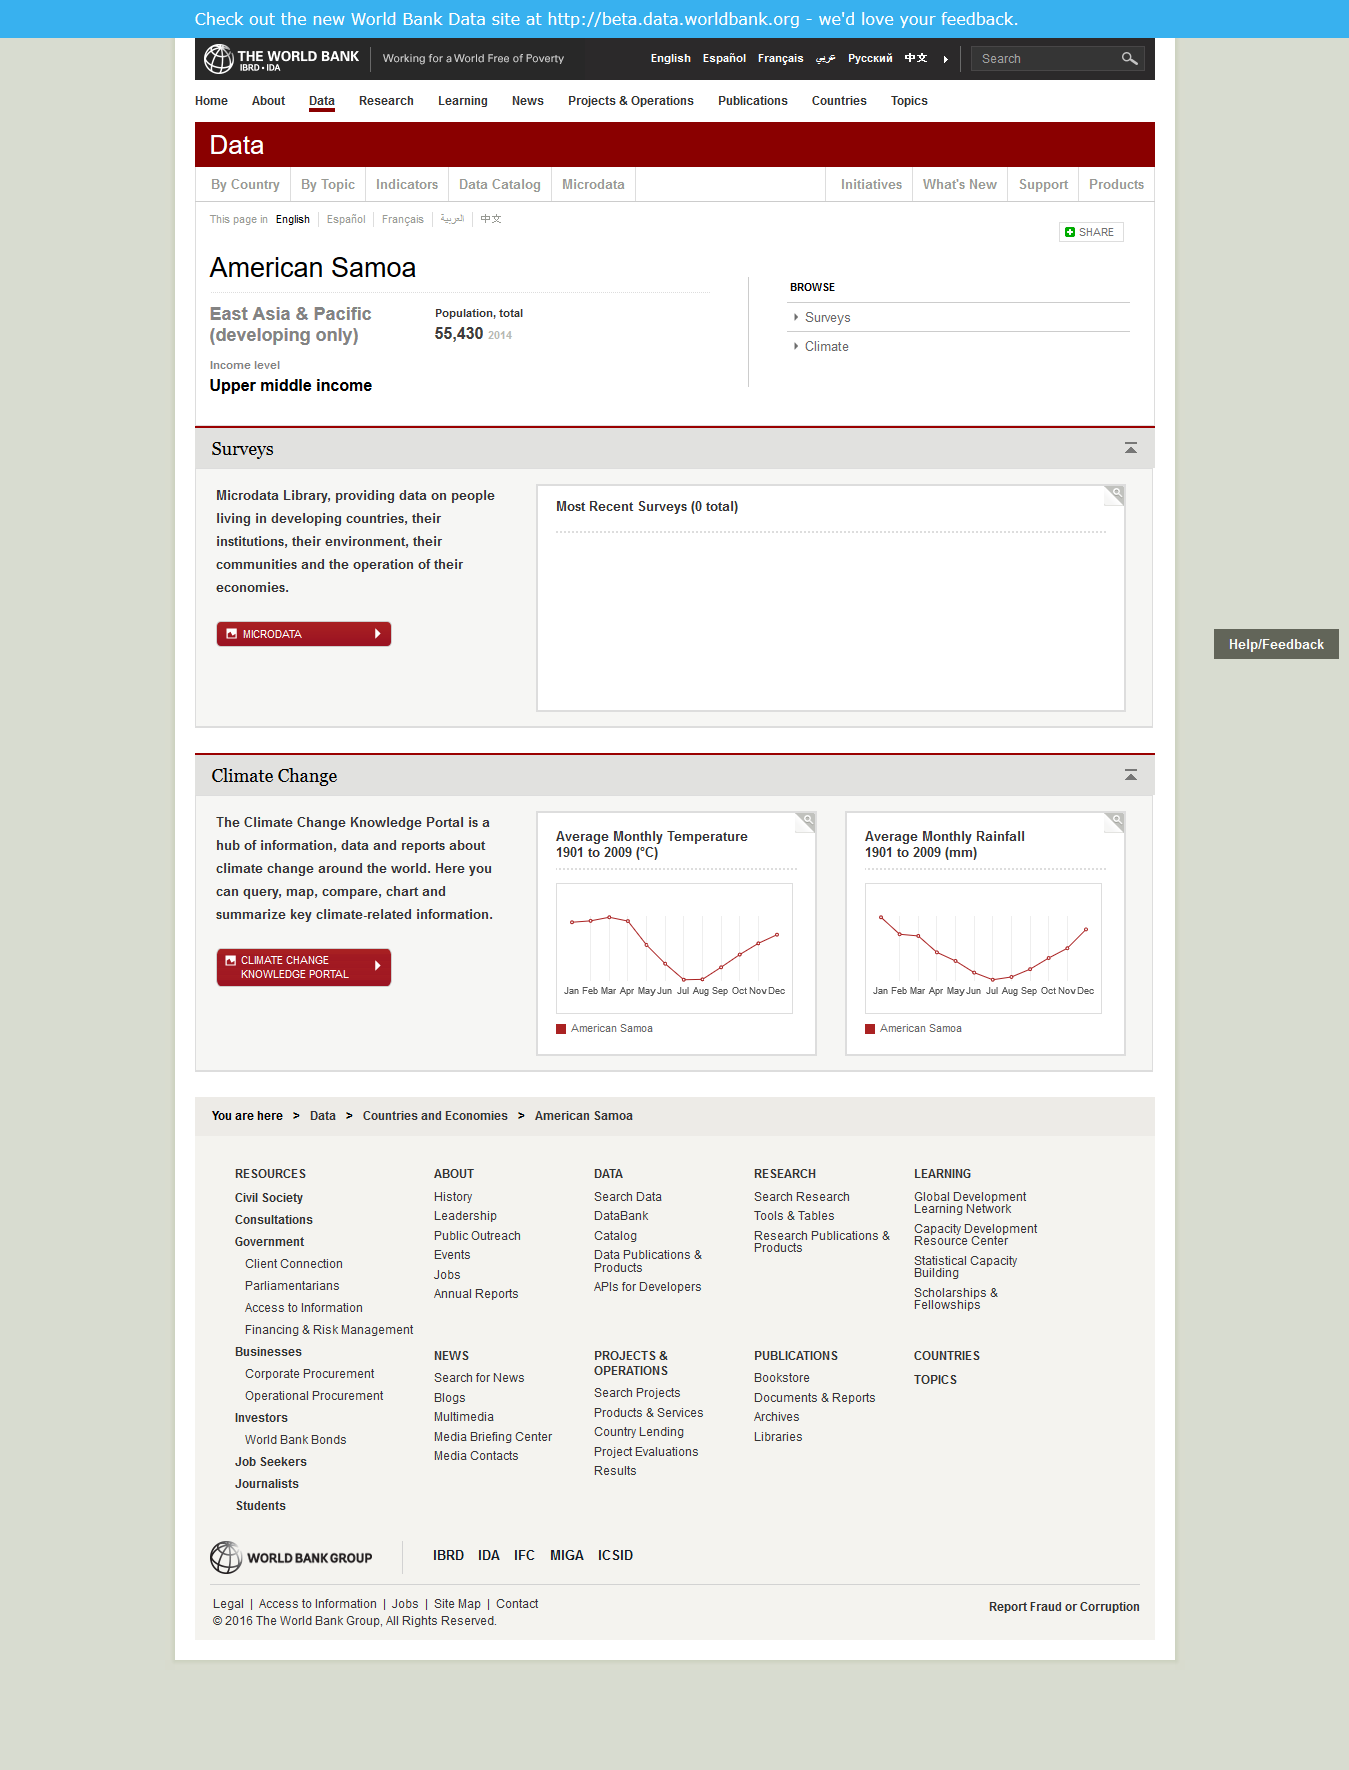 Check out the new World Bank Data site at http://beta.data.worldbank.org - we'd love your feedback.
THE WORLD BANK
IBRD • IDA
Working for a World Free of Poverty
English Español Français عربي Русский 中文
Search
Home About Data Research Learning News Projects & Operations Publications Countries Topics
Data
By Country By Topic Indicators Data Catalog Microdata Initiatives What's New Support Products
This page in English Español Français العربية 中文
SHARE
American Samoa
East Asia & Pacific
(developing only)
Income level
Upper middle income
Population, total
55,430 2014
BROWSE
Surveys
Climate
Surveys
Microdata Library, providing data on people
living in developing countries, their
institutions, their environment, their
communities and the operation of their
economies.
MICRODATA
Most Recent Surveys (0 total)
Help/Feedback
Climate Change
The Climate Change Knowledge Portal is a
hub of information, data and reports about
climate change around the world. Here you
can query, map, compare, chart and
summarize key climate-related information.
CLIMATE CHANGE
KNOWLEDGE PORTAL
Average Monthly Temperature
1901 to 2009 (°C)
Jan Feb Mar Apr May Jun Jul Aug Sep Oct Nov Dec
American Samoa
Average Monthly Rainfall
1901 to 2009 (mm)
Jan Feb Mar Apr May Jun Jul Aug Sep Oct Nov Dec
American Samoa
You are here > Data > Countries and Economies > American Samoa
RESOURCES
Civil Society
Consultations
Government
Client Connection
Parliamentarians
Access to Information
Financing & Risk Management
Businesses
Corporate Procurement
Operational Procurement
Investors
World Bank Bonds
Job Seekers
Journalists
Students
ABOUT
History
Leadership
Public Outreach
Events
Jobs
Annual Reports
DATA
Search Data
DataBank
Catalog
Data Publications &
Products
APIs for Developers
RESEARCH
Search Research
Tools & Tables
Research Publications &
Products
LEARNING
Global Development
Learning Network
Capacity Development
Resource Center
Statistical Capacity
Building
Scholarships &
Fellowships
NEWS
Search for News
Blogs
Multimedia
Media Briefing Center
Media Contacts
PROJECTS &
OPERATIONS
Search Projects
Products & Services
Country Lending
Project Evaluations
Results
PUBLICATIONS
Bookstore
Documents & Reports
Archives
Libraries
COUNTRIES
TOPICS
WORLD BANK GROUP
IBRD IDA IFC MIGA ICSID
Legal | Access to Information | Jobs | Site Map | Contact
© 2016 The World Bank Group, All Rights Reserved.
Report Fraud or Corruption